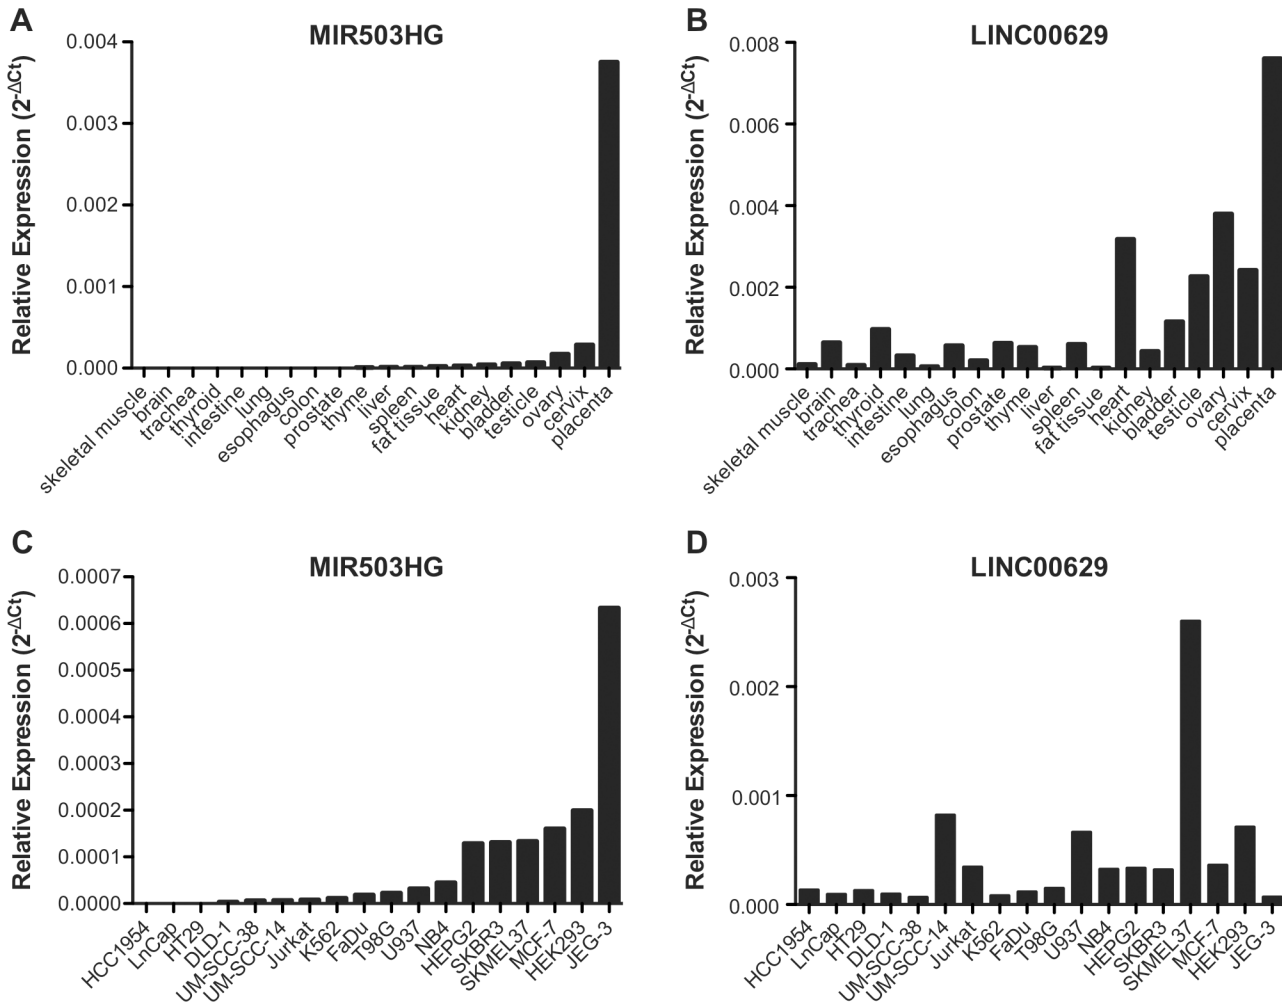 A
MIR503HG
Relative Expression (2-ΔCt)
0.004
0.003
0.002
0.001
0.000
skeletal muscle
brain
trachea
thyroid
intestine
lung
esophagus
colon
prostate
thyme
liver
spleen
fat tissue
heart
kidney
bladder
testicle
ovary
cervix
placenta
B
LINC00629
Relative Expression (2-ΔCt)
0.008
0.006
0.004
0.002
0.000
skeletal muscle
brain
trachea
thyroid
intestine
lung
esophagus
colon
prostate
thyme
liver
spleen
fat tissue
heart
kidney
bladder
testicle
ovary
cervix
placenta
C
MIR503HG
Relative Expression (2-ΔCt)
0.0007
0.0006
0.0005
0.0004
0.0003
0.0002
0.0001
0.0000
HCC1954
LnCap
HT29
DLD-1
UM-SCC-38
UM-SCC-14
Jurkat
K562
FaDu
T98G
U937
NB4
HEPG2
SKBR3
SKMEL37
MCF-7
HEK293
JEG-3
D
LINC00629
Relative Expression (2-ΔCt)
0.003
0.002
0.001
0.000
HCC1954
LnCap
HT29
DLD-1
UM-SCC-38
UM-SCC-14
Jurkat
K562
FaDu
T98G
U937
NB4
HEPG2
SKBR3
SKMEL37
MCF-7
HEK293
JEG-3